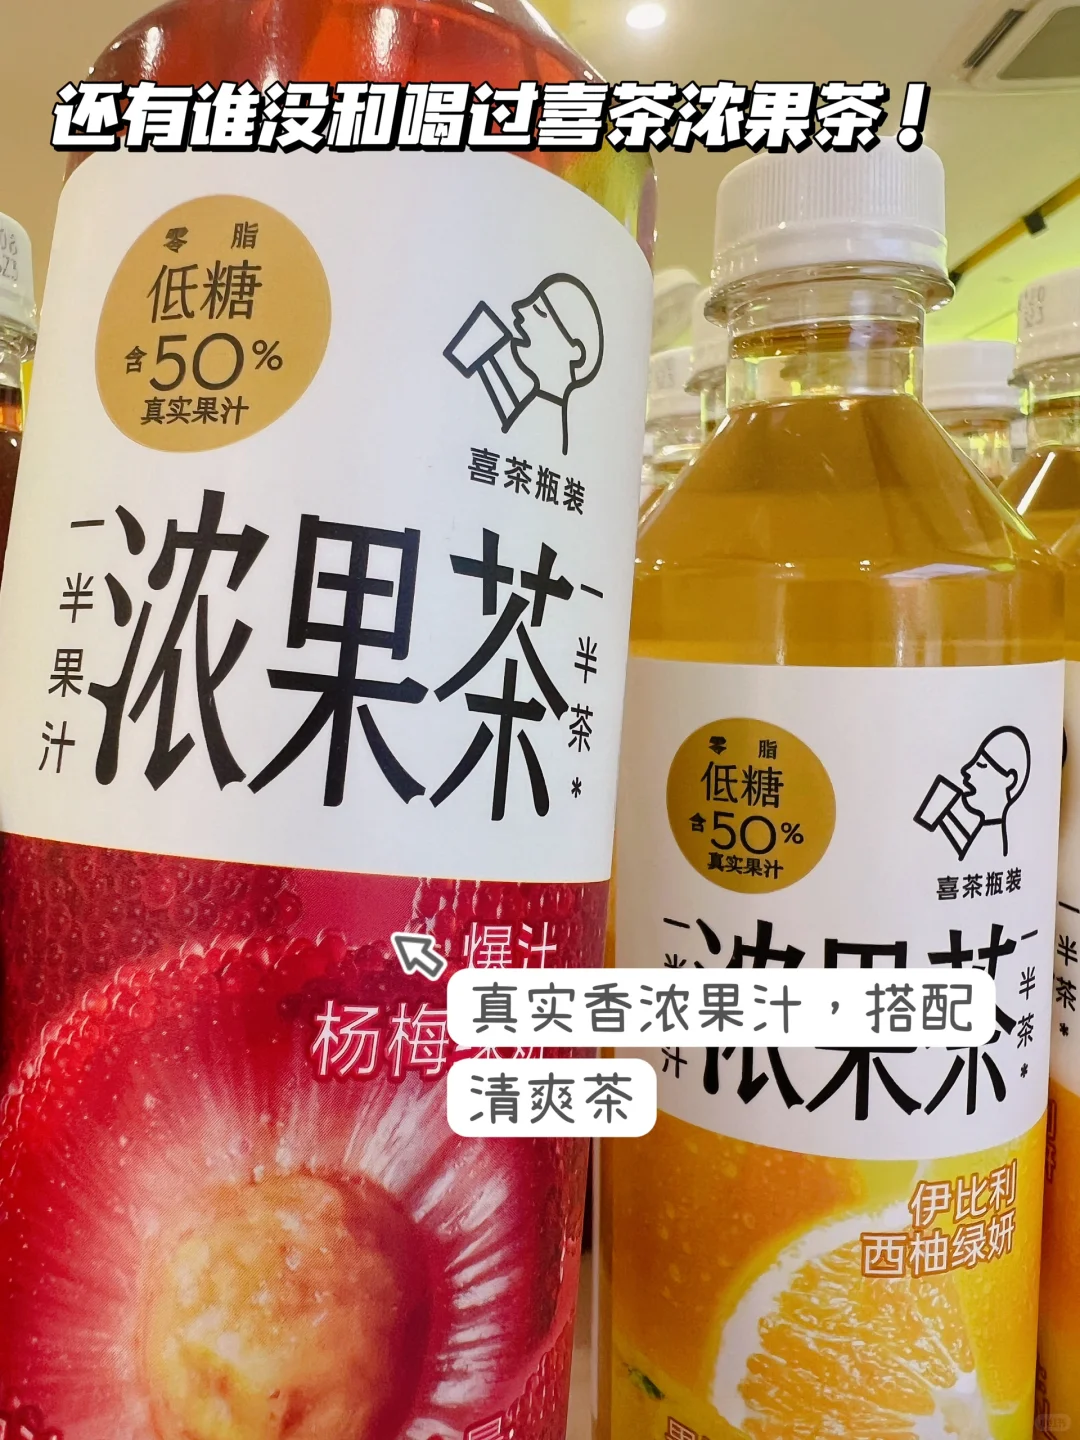 还有谁没和喝过喜茶浓果茶！
零 脂
低糖
含50%
真实果汁
喜茶瓶装
一半果汁
浓果茶
一半茶*
爆汁
杨梅
真实香浓果汁，搭配
清爽茶
零 脂
低糖
含50%
真实果汁
喜茶瓶装
浓果茶
一半茶*
伊比利
西柚绿妍
一半茶*